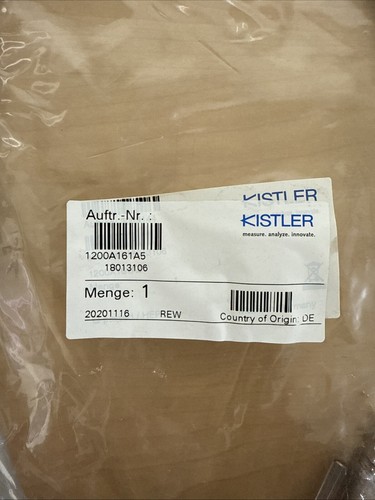 KISTLER
Auftr.-Nr. :
KISTLER
measure. analyze. innovate.
1200A161A5
18013106
Menge: 1
20201116 REW Country of Origin: DE